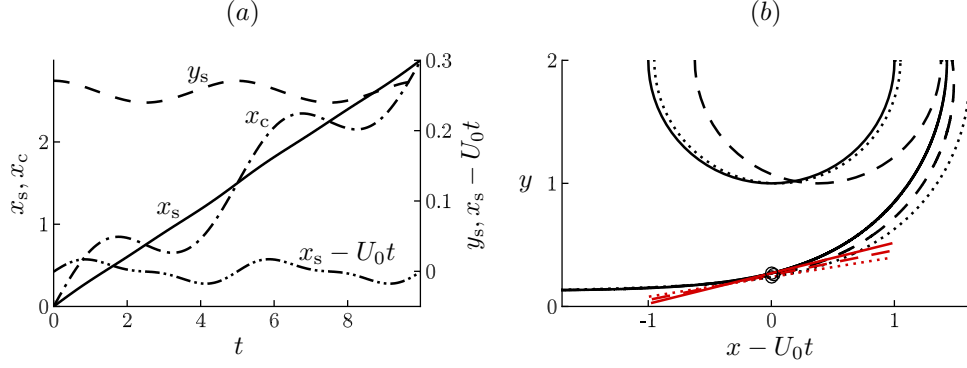 (a)
(b)
x_s, x_c
2
1
0
0 2 4 6 8
t
0.3
0.2
0.1
0
y_s, x_s − U_0t
y_s
x_c
x_s
x_s − U_0t
y
2
1
0
-1 0 1
x − U_0t